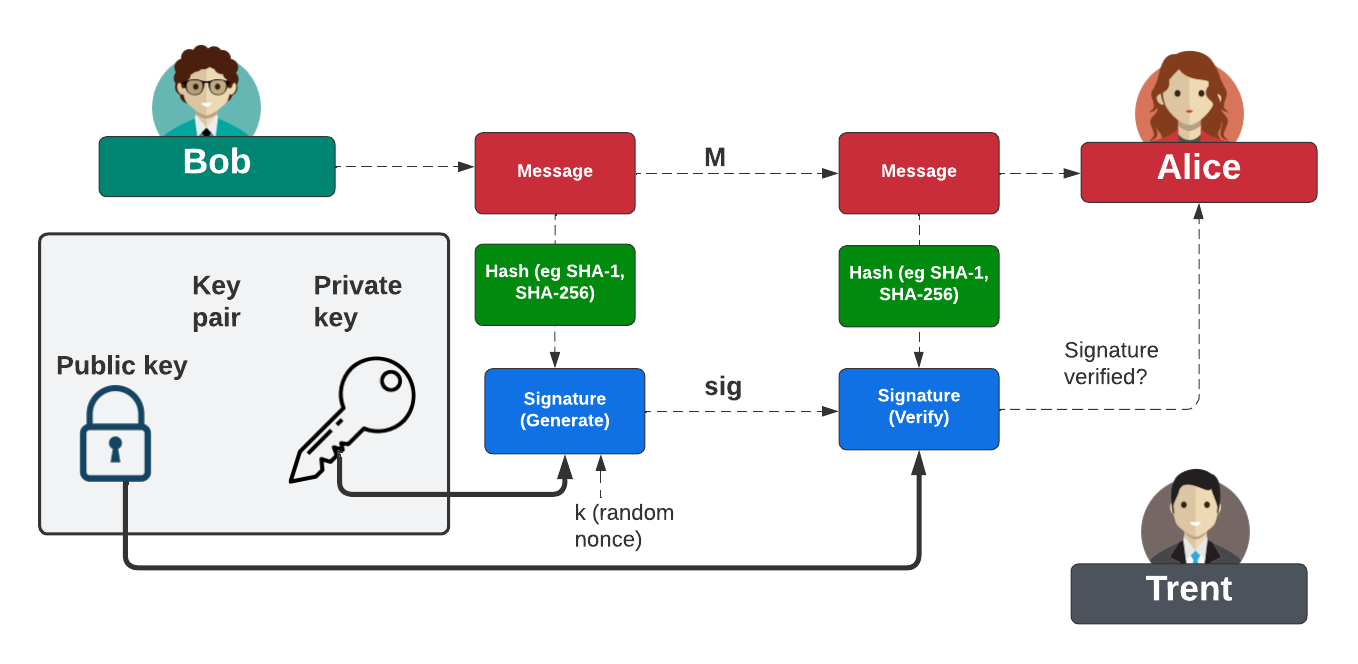 Bob
Message
M
Message
Alice
Hash (eg SHA-1,
SHA-256)
Hash (eg SHA-1,
SHA-256)
Key
pair
Private
key
Public key
Signature
(Generate)
sig
Signature
(Verify)
Signature
verified?
k (random
nonce)
Trent